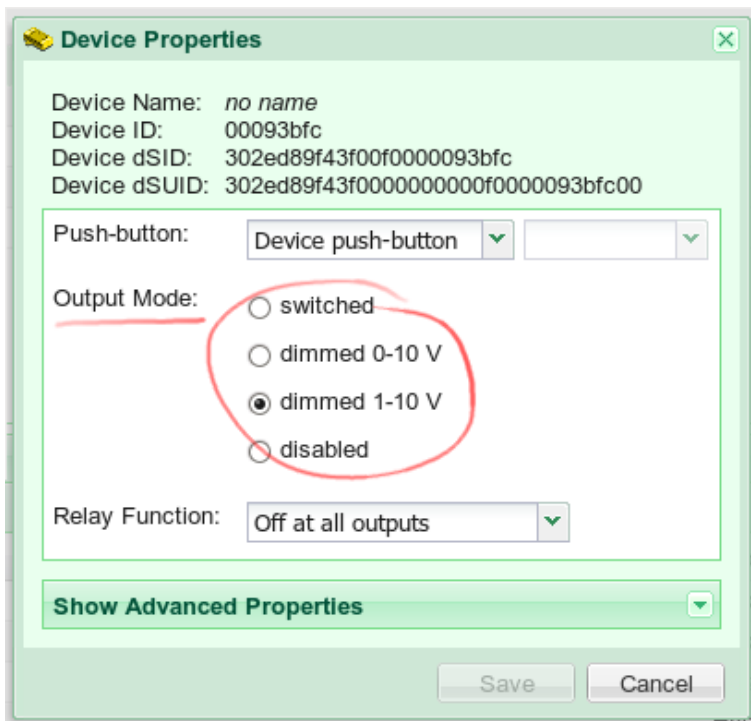 Device Properties
Device Name: no name
Device ID: 00093bfc
Device dSID: 302ed89f43f00f0000093bfc
Device dSUID: 302ed89f43f0000000000f0000093bfc00
Push-button: Device push-button
Output Mode: switched
dimmed 0-10 V
dimmed 1-10 V
disabled
Relay Function: Off at all outputs
Show Advanced Properties
Save Cancel